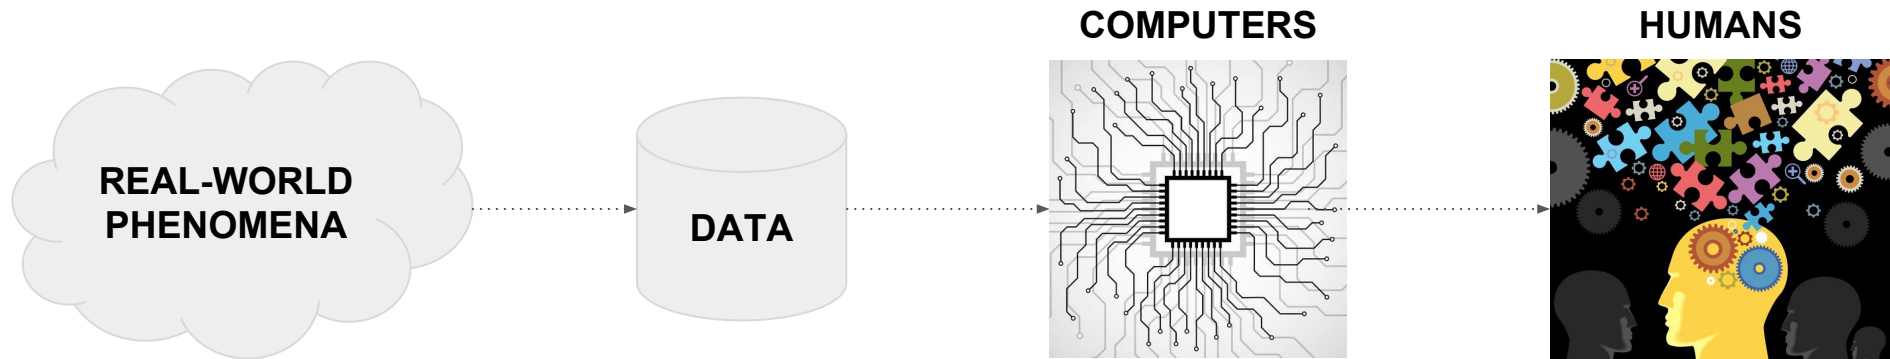 COMPUTERS
HUMANS
REAL-WORLD
PHENOMENA
DATA